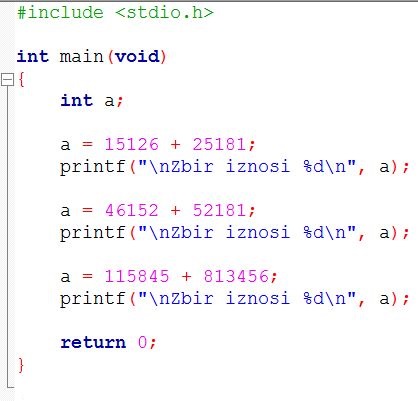 #include <stdio.h>
int main(void)
{
int a;
a = 15126 + 25181;
printf("\nZbir iznosi %d\n", a);
a = 46152 + 52181;
printf("\nZbir iznosi %d\n", a);
a = 115845 + 813456;
printf("\nZbir iznosi %d\n", a);
return 0;
}